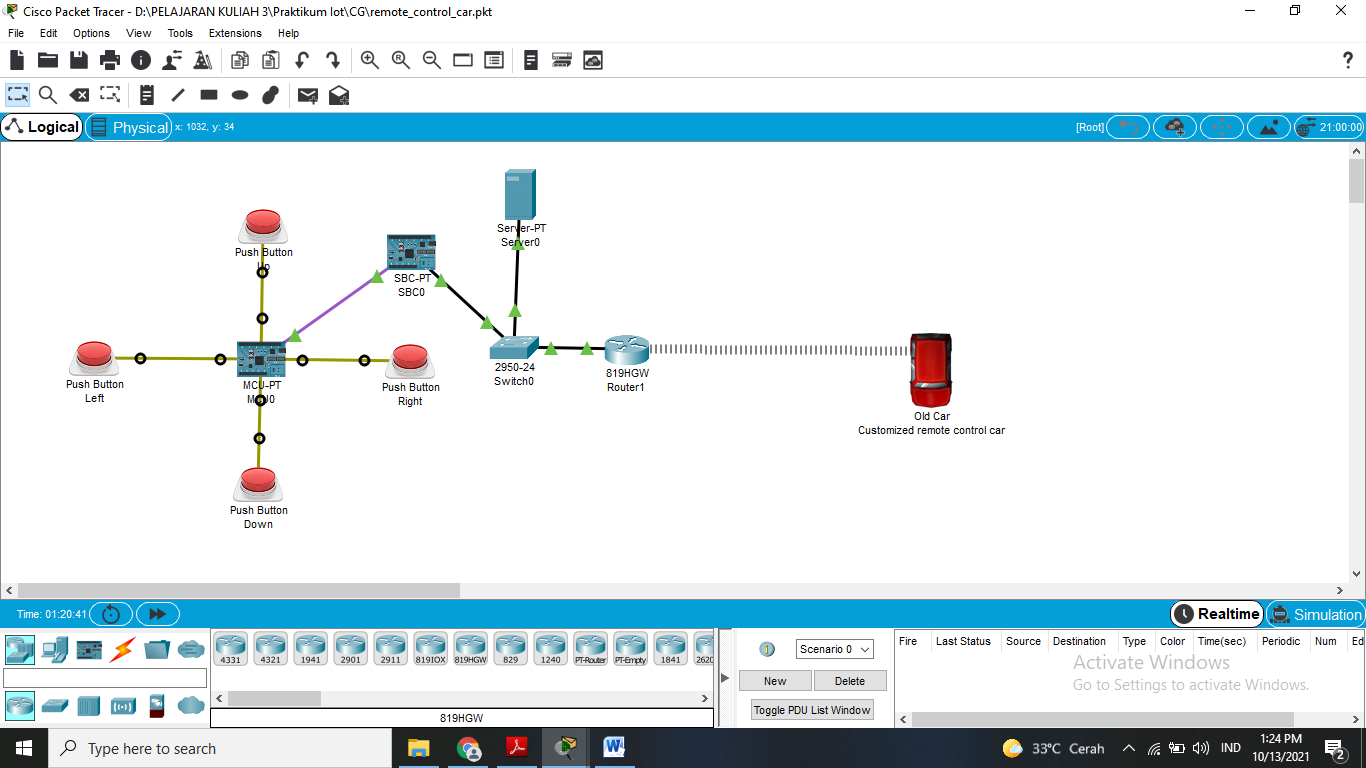 Cisco Packet Tracer - D:\PELAJARAN KULIAH 3\Praktikum Iot\CG\remote_control_car.pkt
File Edit Options View Tools Extensions Help
Logical Physical x: 1032, y: 34 [Root] 21:00:00
Server-PT
Server0
Push Button
Up
SBC-PT
SBC0
Push Button
Left
MCU-PT
MCU0
Push Button
Right
2950-24
Switch0
819HGW
Router1
Old Car
Customized remote control car
Push Button
Down
Time: 01:20:41 Realtime Simulation
4331 4321 1941 2901 2911 819IOX 819HGW 829 1240 PT-Router PT-Empty 1841 2620
819HGW
Scenario 0
New Delete
Toggle PDU List Window
Fire Last Status Source Destination Type Color Time(sec) Periodic Num Ed
Activate Windows
Go to Settings to activate Windows.
Type here to search
33°C Cerah IND 1:24 PM
10/13/2021 2